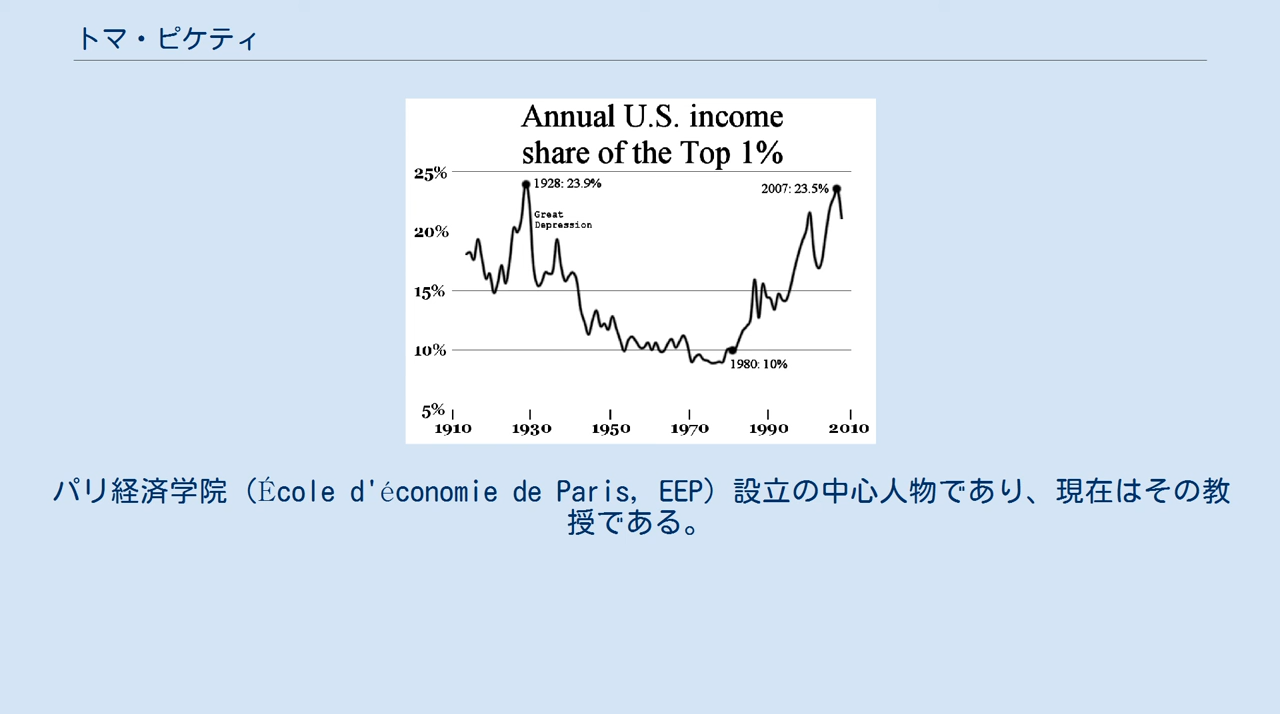 トマ・ピケティ
Annual U.S. income
share of the Top 1%
25%
1928: 23.9%
2007: 23.5%
Great
Depression
20%
15%
10%
1980: 10%
5%
1910 1930 1950 1970 1990 2010
パリ経済学院（École d'économie de Paris, EEP）設立の中心人物であり、現在はその教
授である。